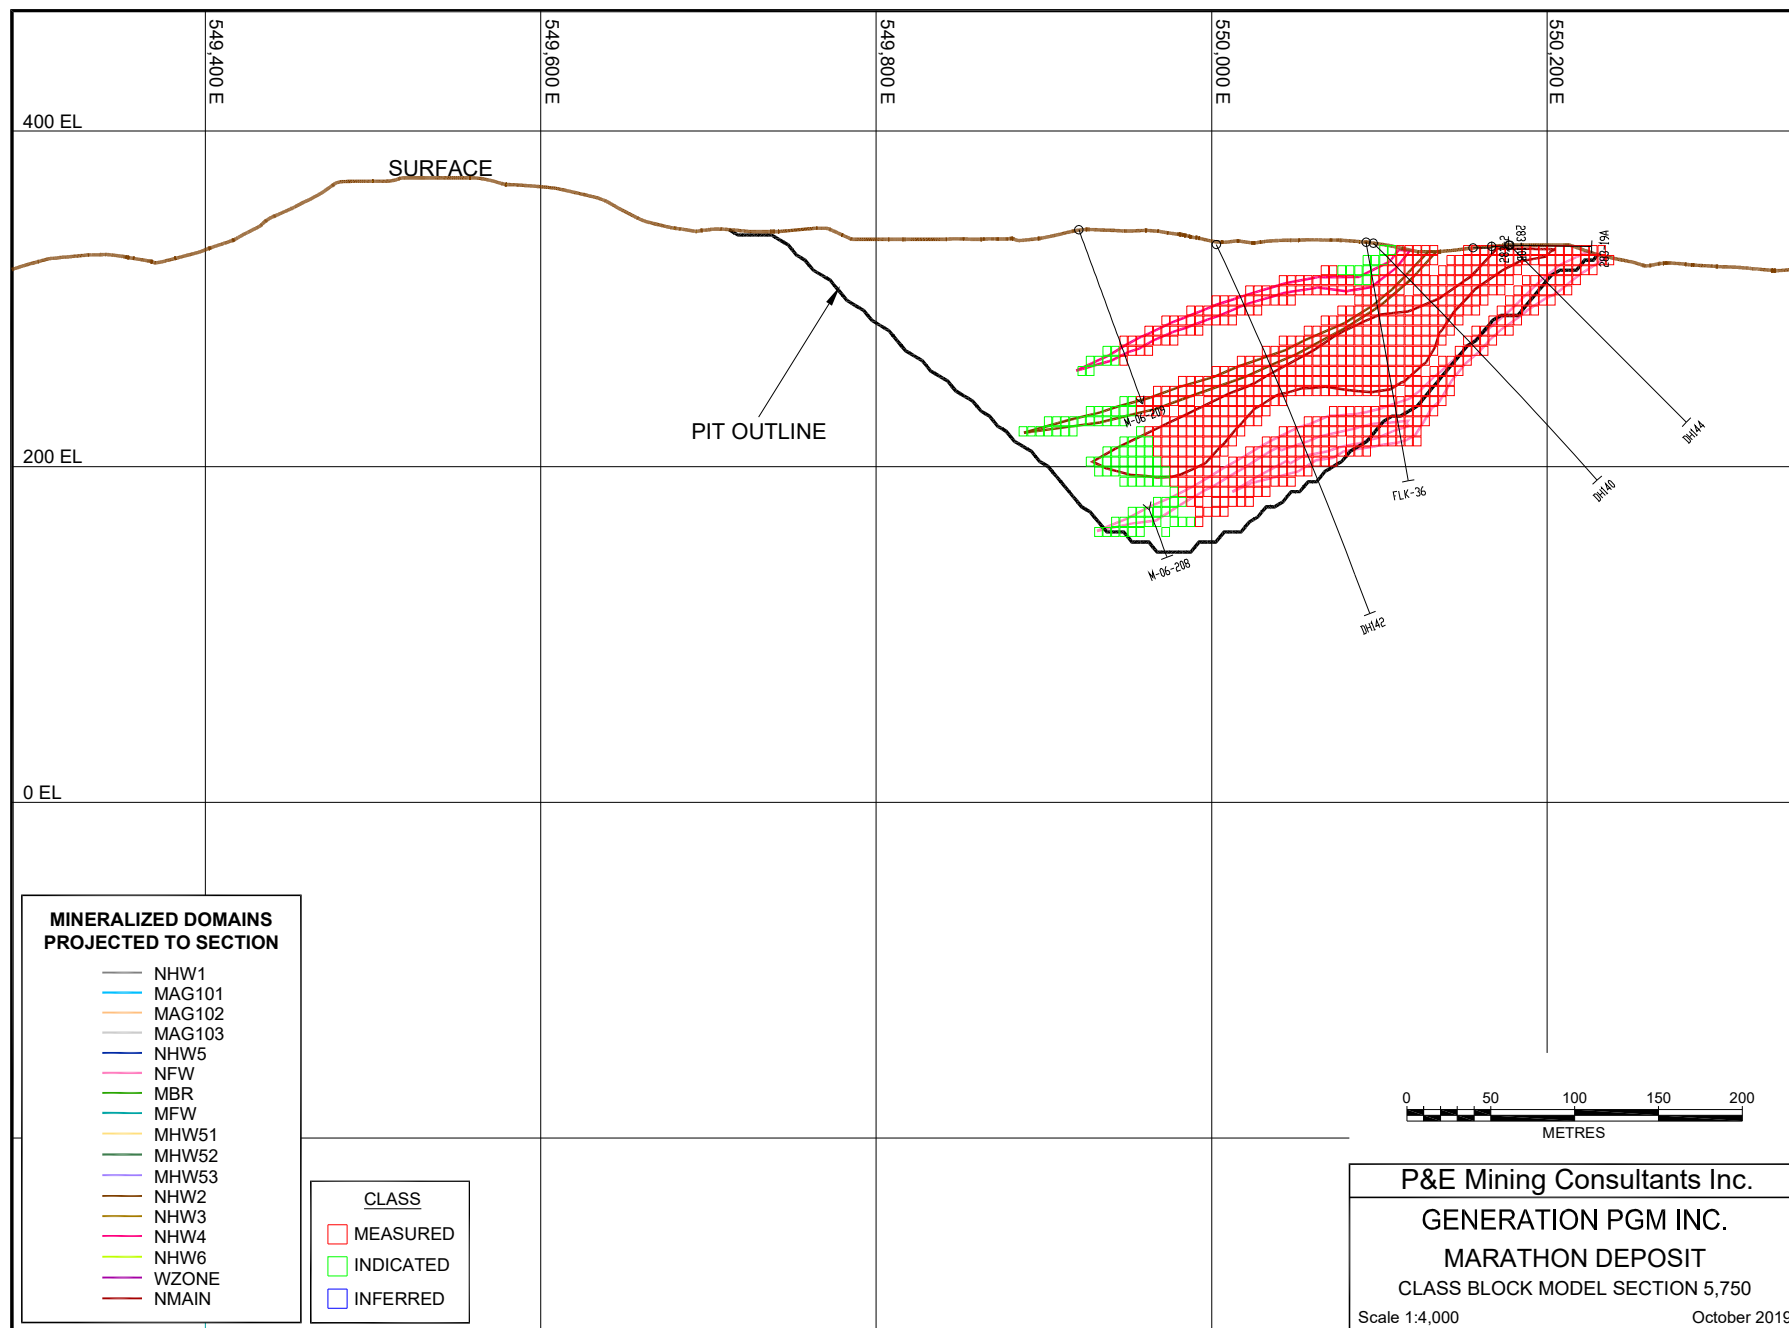 549,400 E
549,600 E
549,800 E
550,000 E
550,200 E
400 EL
SURFACE
PIT OUTLINE
M-06-209
200 EL
FLK-36
DH140
DH144
M-06-208
DH142
0 EL
MINERALIZED DOMAINS
PROJECTED TO SECTION
NHW1
MAG101
MAG102
MAG103
NHW5
NFW
MBR
MFW
MHW51
MHW52
MHW53
NHW2
NHW3
NHW4
NHW6
WZONE
NMAIN
CLASS
MEASURED
INDICATED
INFERRED
0 50 100 150 200
METRES
P&E Mining Consultants Inc.
GENERATION PGM INC.
MARATHON DEPOSIT
CLASS BLOCK MODEL SECTION 5,750
Scale 1:4,000 October 2019